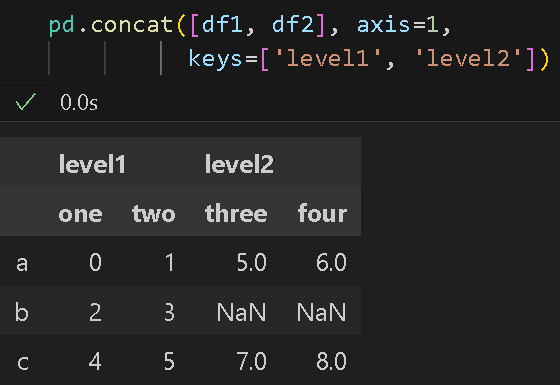 pd.concat([df1, df2], axis=1,
keys=['level1', 'level2'])
0.0s
level1 level2
one two three four
a 0 1 5.0 6.0
b 2 3 NaN NaN
c 4 5 7.0 8.0